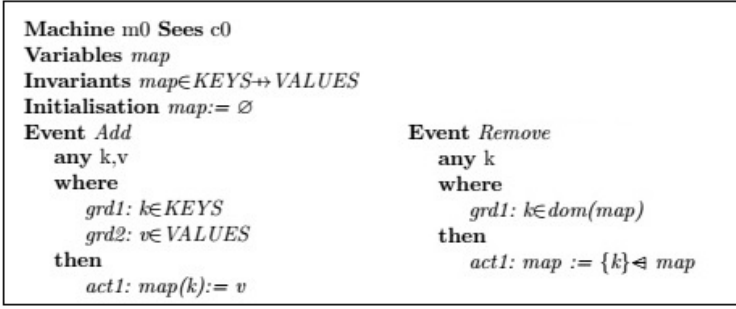 Machine m0 Sees c0
Variables map
Invariants map∈KEYS⇸VALUES
Initialisation map:= ∅
Event Add
any k,v
where
grd1: k∈KEYS
grd2: v∈VALUES
then
act1: map(k):= v
Event Remove
any k
where
grd1: k∈dom(map)
then
act1: map := {k}⩤ map